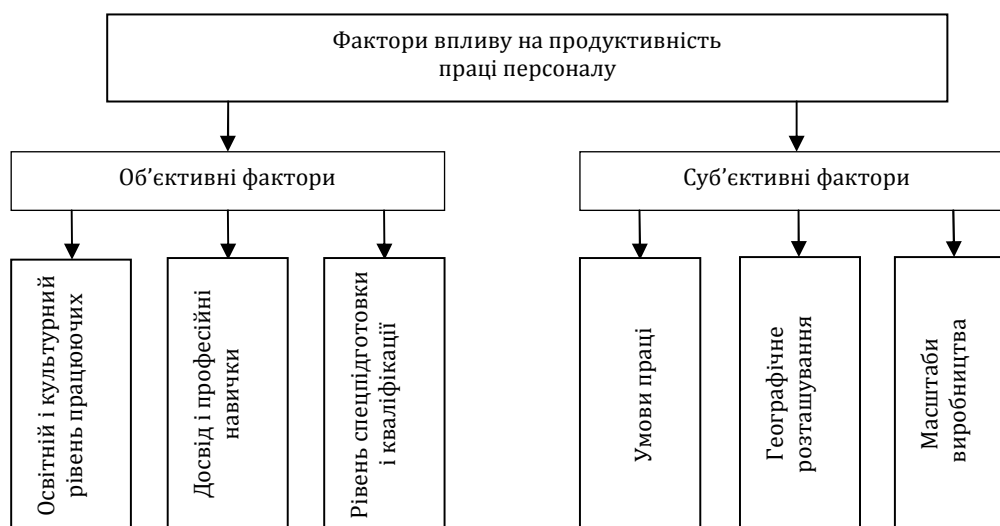 Фактори впливу на продуктивність
праці персоналу
Об’єктивні фактори
Суб’єктивні фактори
Освітній і культурний
рівень працюючих
Досвід і професійні
навички
Рівень спецпідготовки
і кваліфікації
Умови праці
Географічне
розташування
Масштаби
виробництва